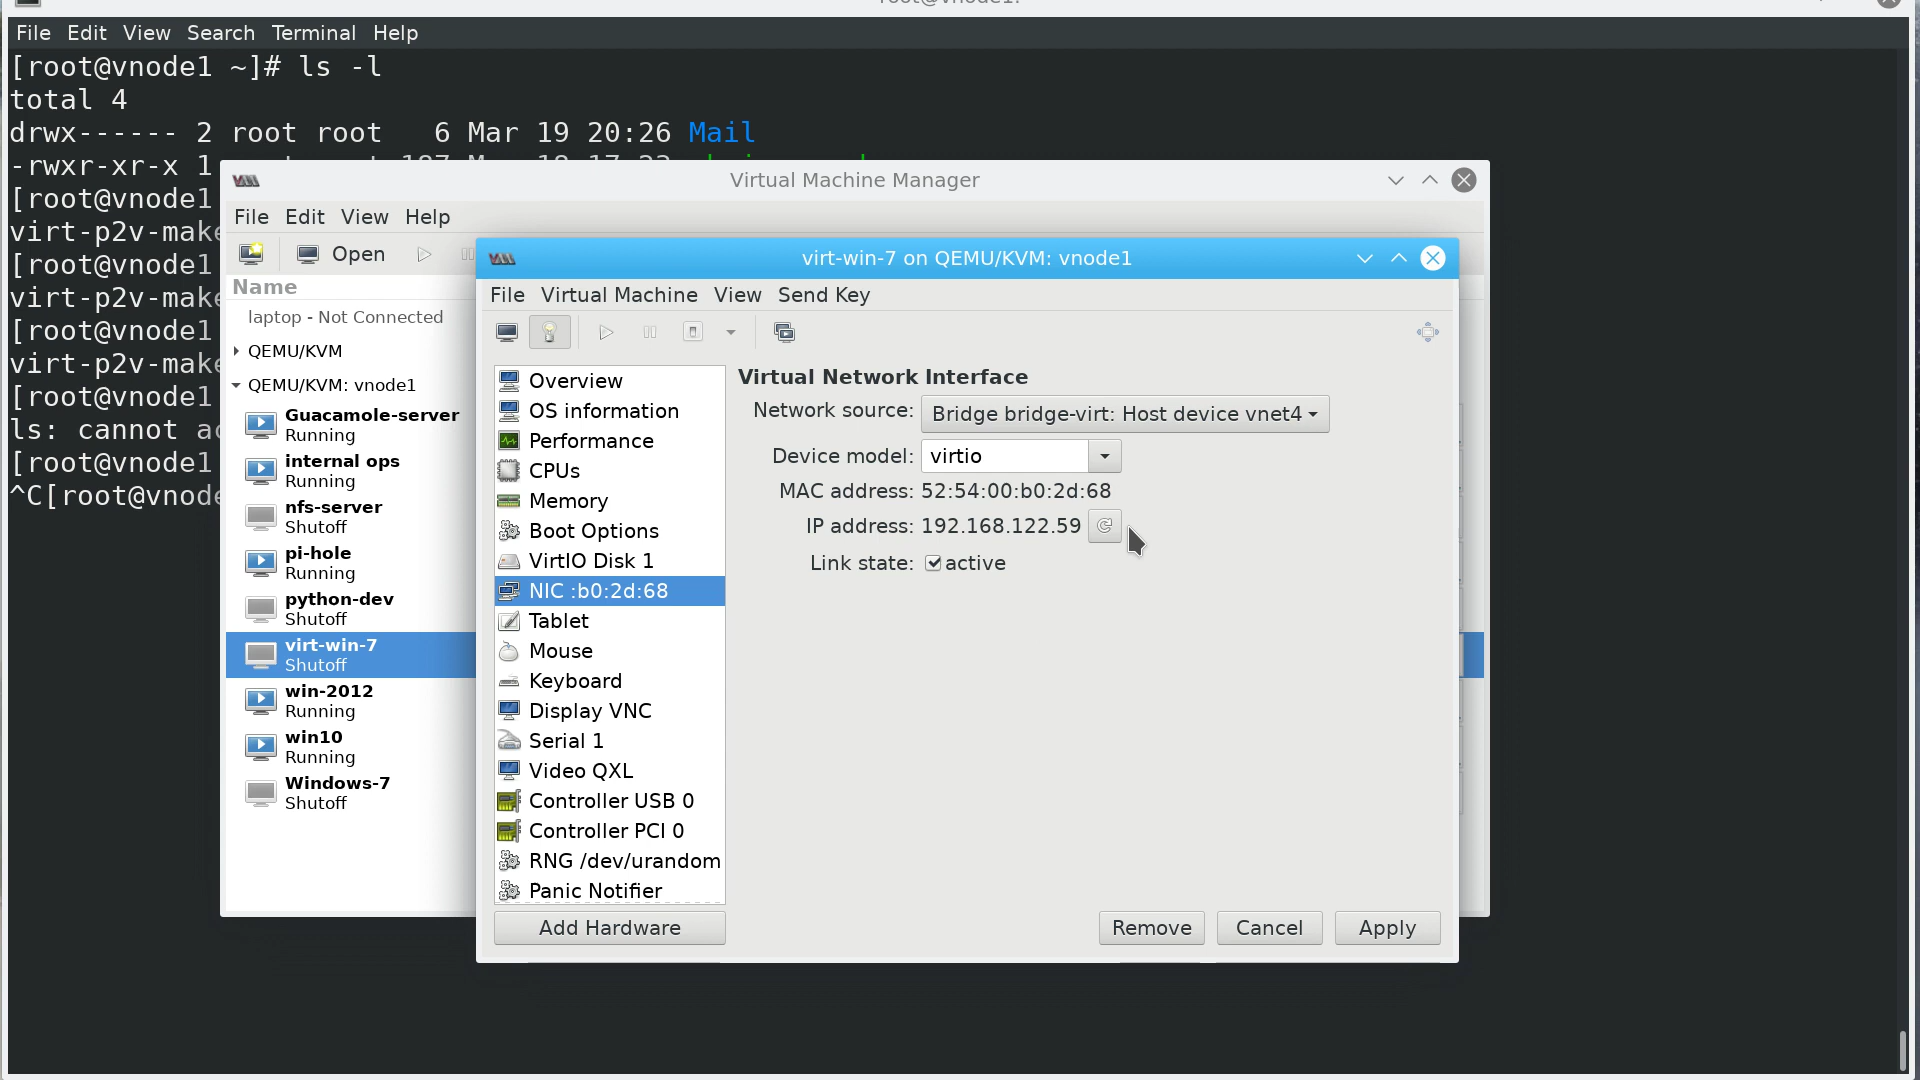 File Edit View Search Terminal Help
[root@vnode1 ~]# ls -l
total 4
drwx------ 2 root root 6 Mar 19 20:26 Mail
-rwxr-xr-x 1
[root@vnode1
virt-p2v-make
[root@vnode1
virt-p2v-make
[root@vnode1
virt-p2v-make
[root@vnode1
ls: cannot ac
[root@vnode1
^C[root@vnode
Virtual Machine Manager
File Edit View Help
Open
Name
laptop - Not Connected
QEMU/KVM
QEMU/KVM: vnode1
Guacamole-server
Running
internal ops
Running
nfs-server
Shutoff
pi-hole
Running
python-dev
Shutoff
virt-win-7
Shutoff
win-2012
Running
win10
Running
Windows-7
Shutoff
virt-win-7 on QEMU/KVM: vnode1
File Virtual Machine View Send Key
Overview
OS information
Performance
CPUs
Memory
Boot Options
VirtIO Disk 1
NIC :b0:2d:68
Tablet
Mouse
Keyboard
Display VNC
Serial 1
Video QXL
Controller USB 0
Controller PCI 0
RNG /dev/urandom
Panic Notifier
Add Hardware
Virtual Network Interface
Network source: Bridge bridge-virt: Host device vnet4
Device model: virtio
MAC address: 52:54:00:b0:2d:68
IP address: 192.168.122.59
Link state: active
Remove Cancel Apply